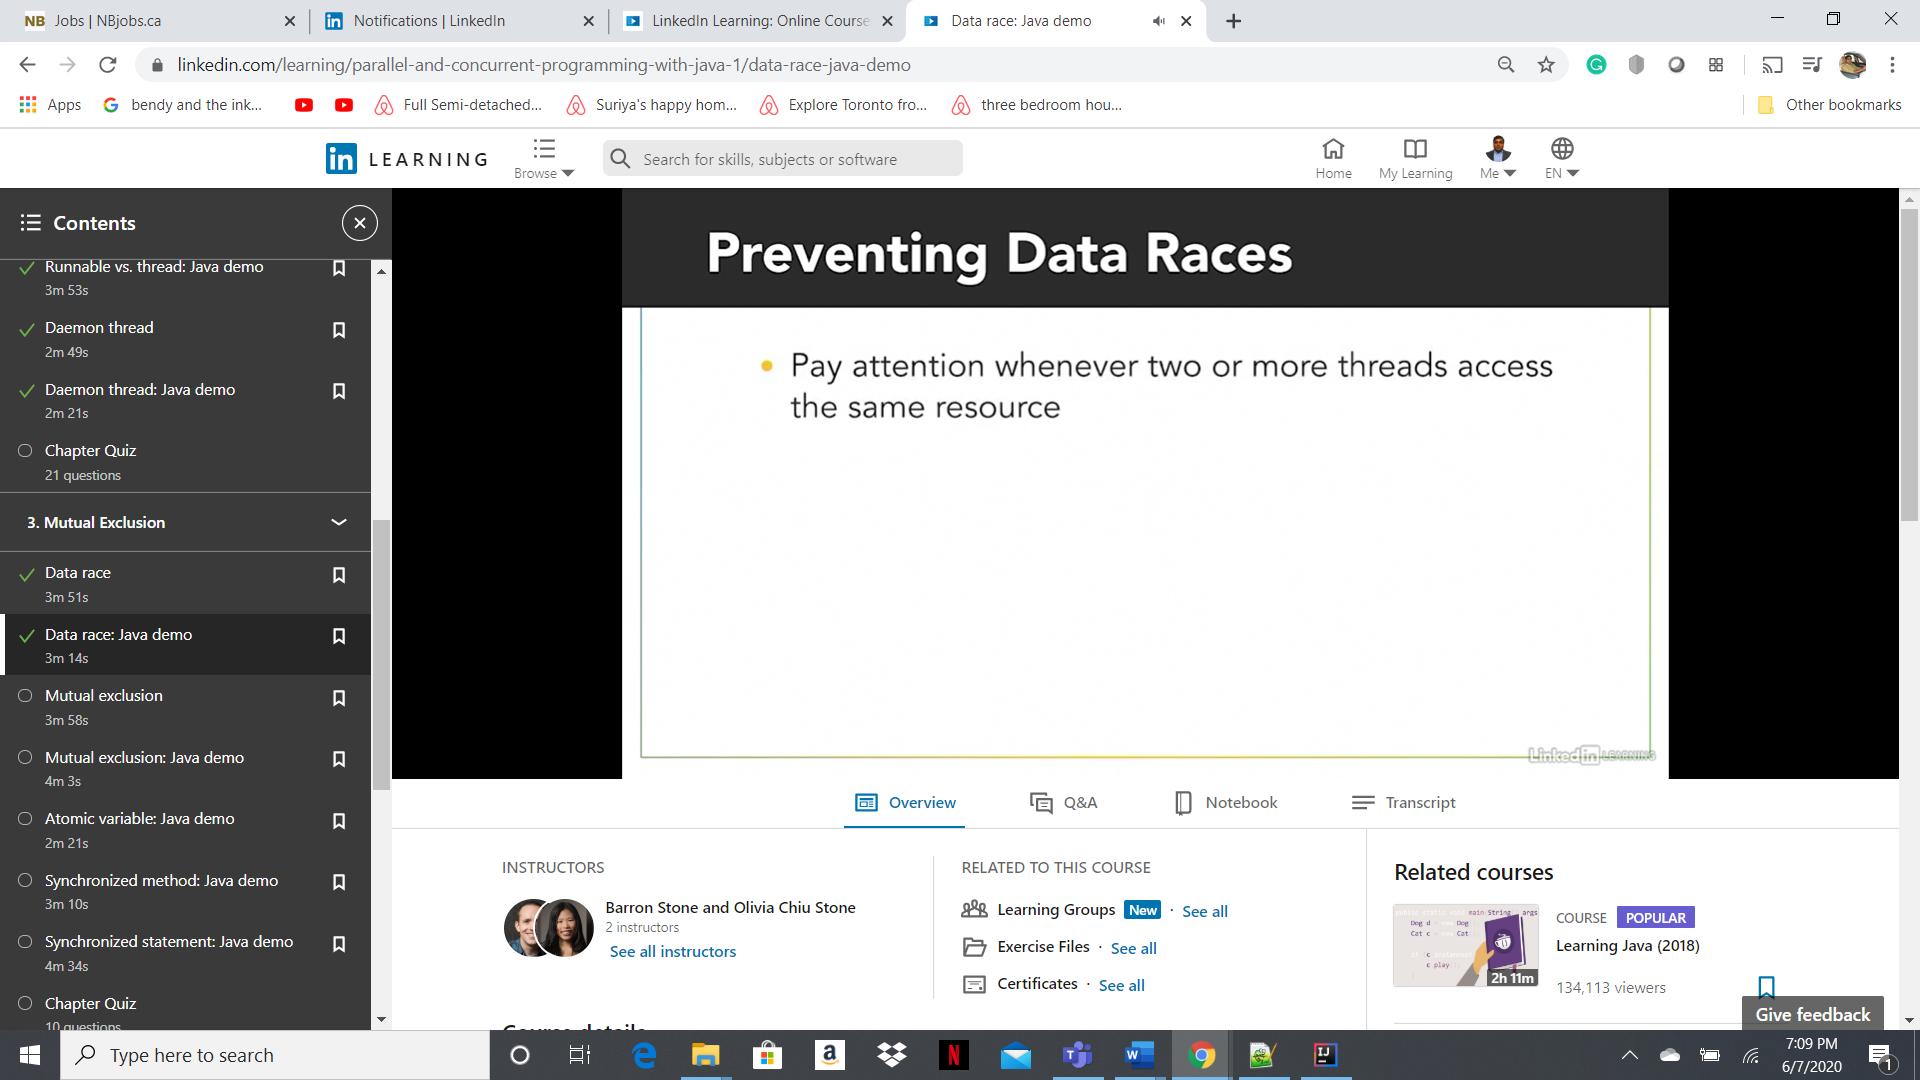 NB Jobs | NBjobs.ca
Notifications | LinkedIn
LinkedIn Learning: Online Course
Data race: Java demo
linkedin.com/learning/parallel-and-concurrent-programming-with-java-1/data-race-java-demo
Apps
bendy and the ink...
Full Semi-detached...
Suriya's happy hom...
Explore Toronto fro...
three bedroom hou...
Other bookmarks
in LEARNING
Browse
Search for skills, subjects or software
Home
My Learning
Me
EN
Contents
Runnable vs. thread: Java demo
3m 53s
Daemon thread
2m 49s
Daemon thread: Java demo
2m 21s
Chapter Quiz
21 questions
3. Mutual Exclusion
Data race
3m 51s
Data race: Java demo
3m 14s
Mutual exclusion
3m 58s
Mutual exclusion: Java demo
4m 3s
Atomic variable: Java demo
2m 21s
Synchronized method: Java demo
3m 10s
Synchronized statement: Java demo
4m 34s
Chapter Quiz
10 questions
Preventing Data Races
• Pay attention whenever two or more threads access
the same resource
LinkedIn LEARNING
Overview
Q&A
Notebook
Transcript
INSTRUCTORS
Barron Stone and Olivia Chiu Stone
2 instructors
See all instructors
RELATED TO THIS COURSE
Learning Groups New · See all
Exercise Files · See all
Certificates · See all
Course details
Related courses
COURSE POPULAR
Learning Java (2018)
2h 11m
134,113 viewers
Give feedback
Type here to search
7:09 PM
6/7/2020
1